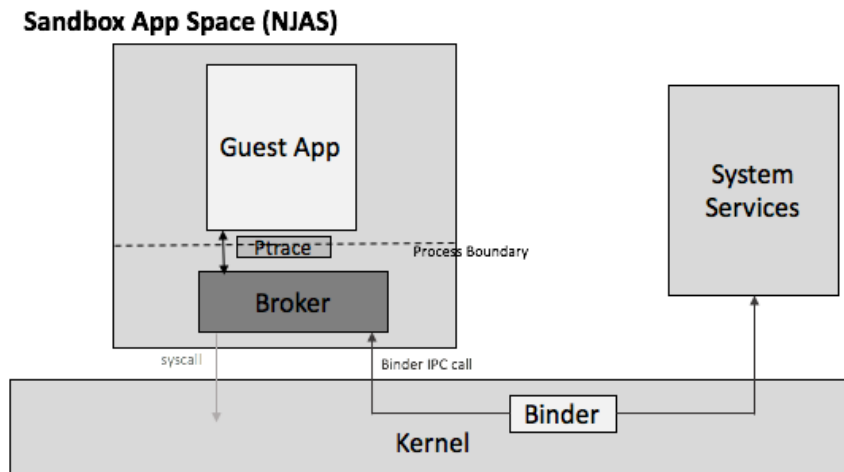 Sandbox App Space (NJAS)
Guest App
System
Services
Ptrace
Process Boundary
Broker
syscall
Binder IPC call
Binder
Kernel